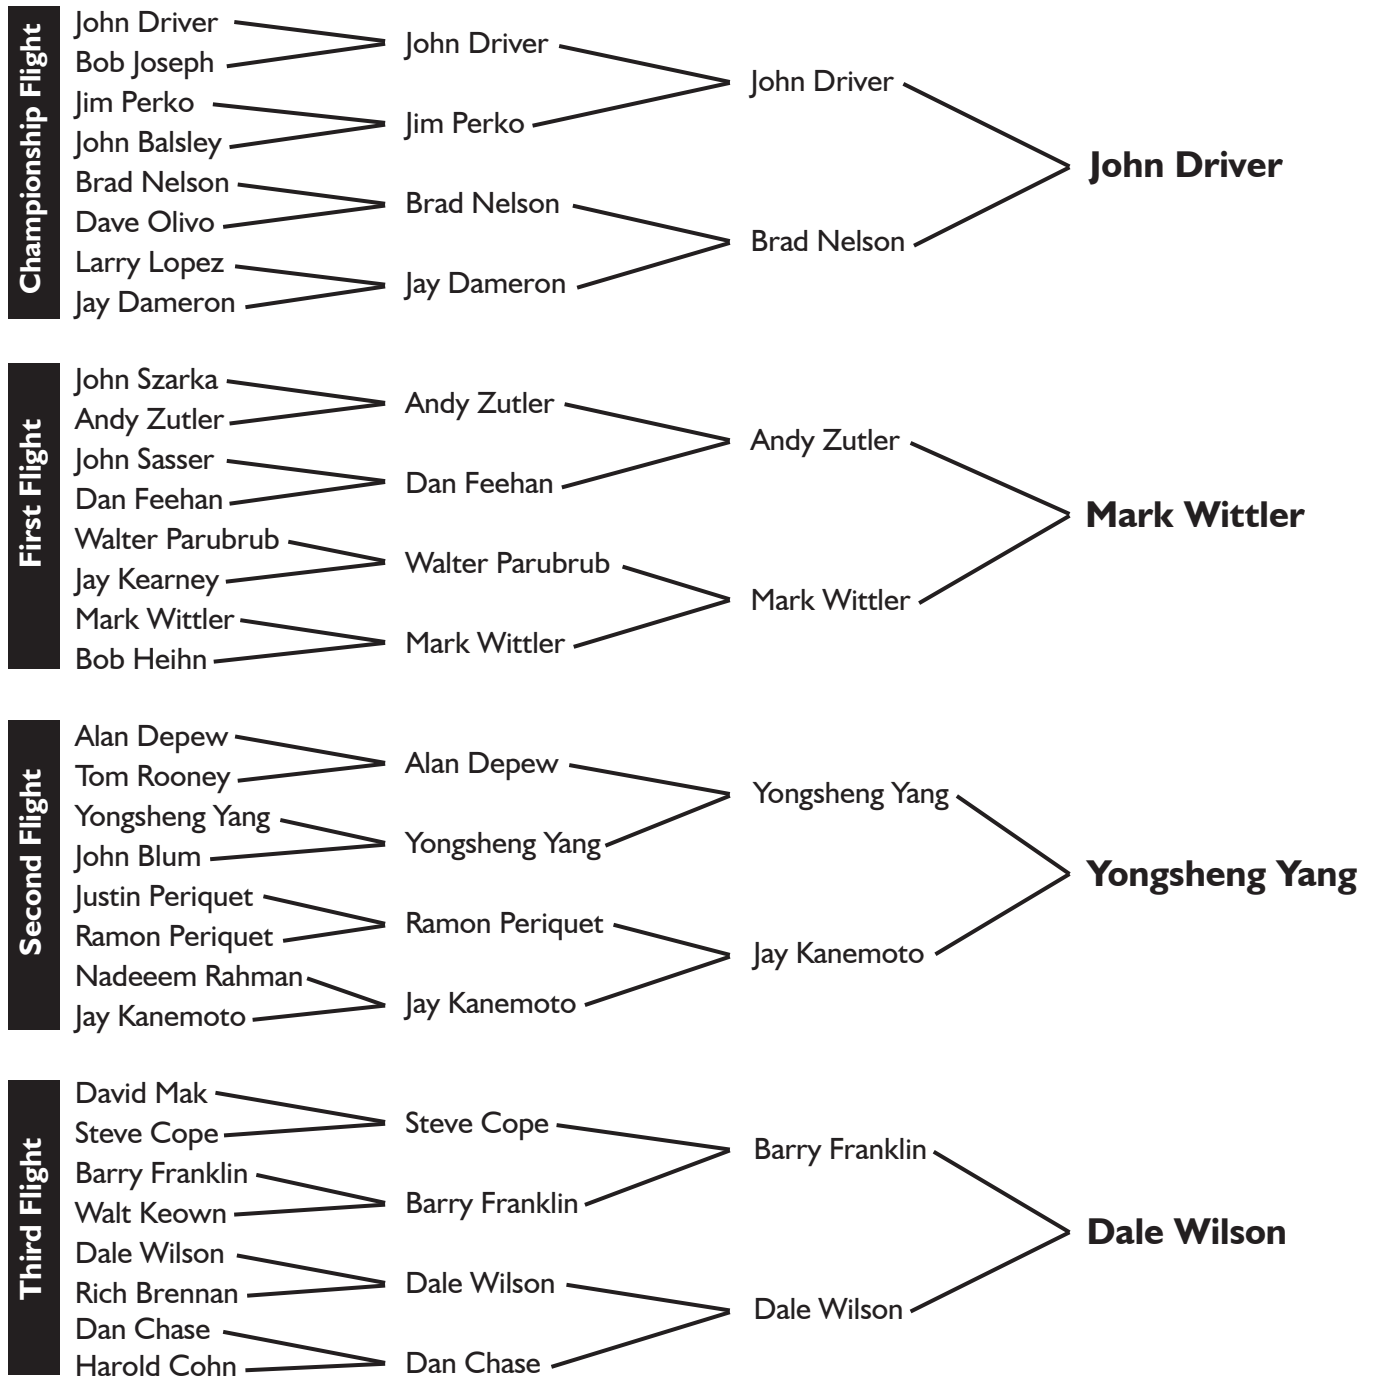 Championship Flight
John Driver
Bob Joseph
Jim Perko
John Balsley
Brad Nelson
Dave Olivo
Larry Lopez
Jay Dameron
John Driver
Jim Perko
Brad Nelson
Jay Dameron
John Driver
Brad Nelson
John Driver
First Flight
John Szarka
Andy Zutler
John Sasser
Dan Feehan
Walter Parubrub
Jay Kearney
Mark Wittler
Bob Heihn
Andy Zutler
Dan Feehan
Walter Parubrub
Mark Wittler
Andy Zutler
Mark Wittler
Mark Wittler
Second Flight
Alan Depew
Tom Rooney
Yongsheng Yang
John Blum
Justin Periquet
Ramon Periquet
Nadeeem Rahman
Jay Kanemoto
Alan Depew
Yongsheng Yang
Ramon Periquet
Jay Kanemoto
Yongsheng Yang
Jay Kanemoto
Yongsheng Yang
Third Flight
David Mak
Steve Cope
Barry Franklin
Walt Keown
Dale Wilson
Rich Brennan
Dan Chase
Harold Cohn
Steve Cope
Barry Franklin
Dale Wilson
Dan Chase
Barry Franklin
Dale Wilson
Dale Wilson